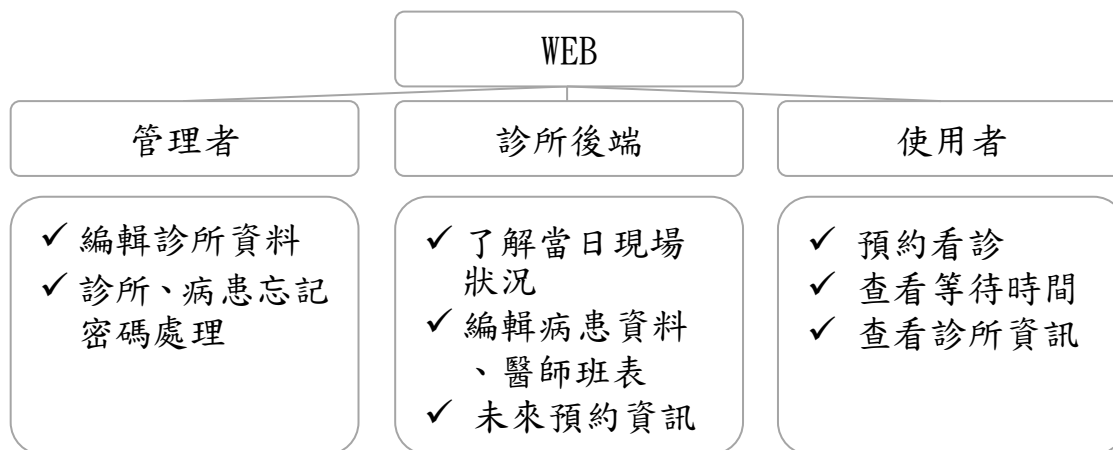 WEB
管理者
診所後端
使用者
✓ 編輯診所資料
✓ 診所、病患忘記
密碼處理
✓ 了解當日現場
狀況
✓ 編輯病患資料
、醫師班表
✓ 未來預約資訊
✓ 預約看診
✓ 查看等待時間
✓ 查看診所資訊